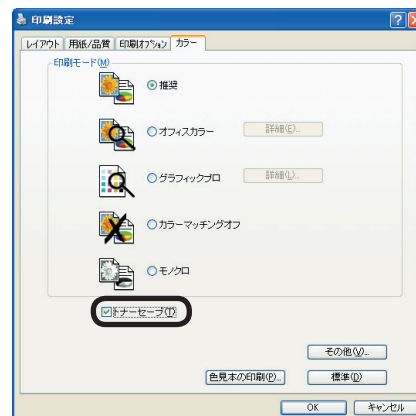 印刷設定
レイアウト 用紙/品質 印刷オプション カラー
印刷モード(M)
推奨
オフィスカラー 詳細(E)...
グラフィックプロ 詳細(L)...
カラーマッチングオフ
モノクロ
トナーセーブ(T)
その他(V)...
色見本の印刷(P)... 標準(D)
OK キャンセル